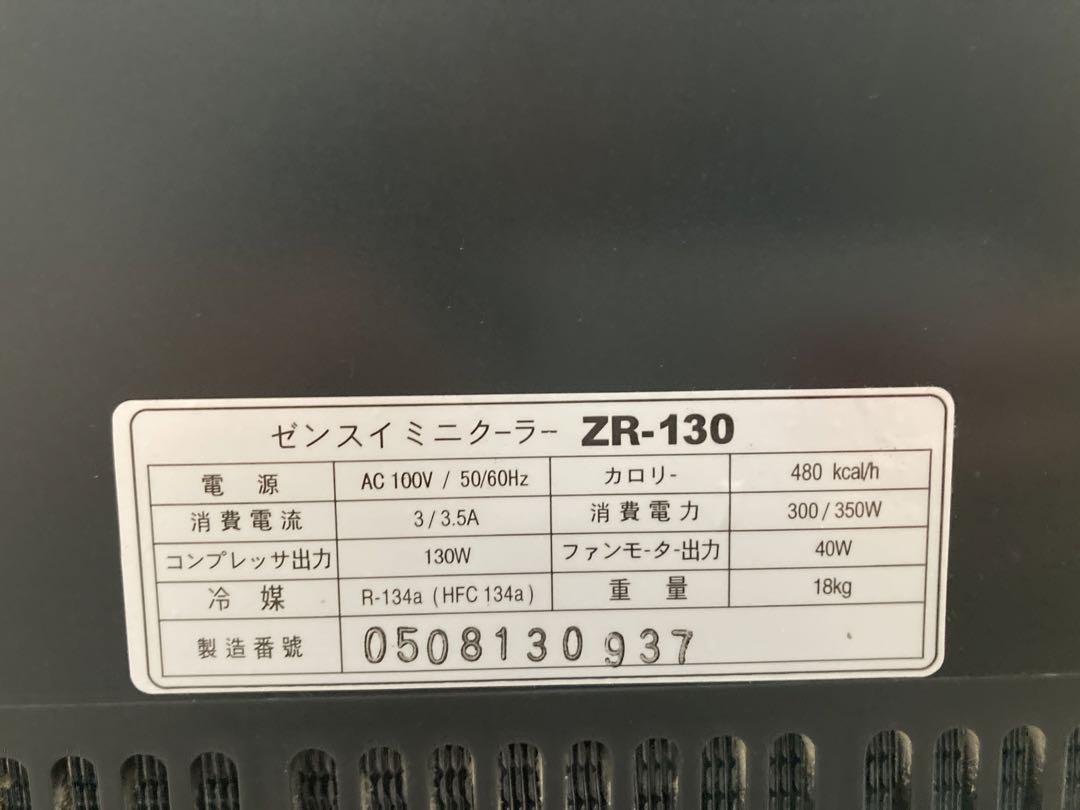 ゼンスイミニクーラー ZR-130
電源 AC 100V / 50/60Hz カロリ- 480 kcal/h
消費電流 3 / 3.5A 消費電力 300 / 350W
コンプレッサ出力 130W ファンモ-タ-出力 40W
冷媒 R-134a (HFC 134a) 重量 18kg
製造番號 0508130937